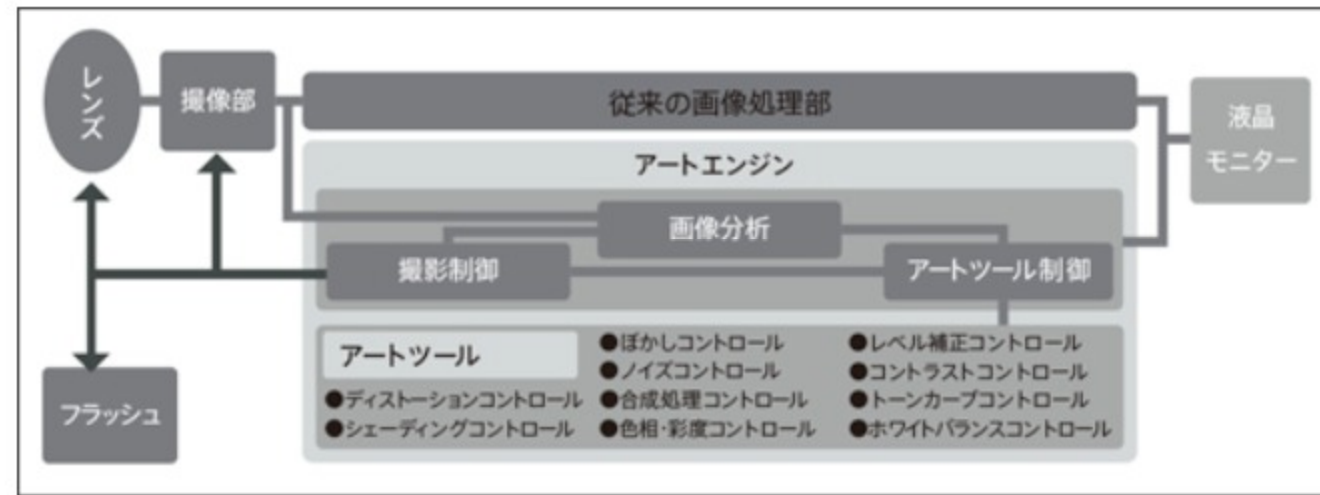 レンズ
撮像部
従来の画像処理部
液晶
モニター
アートエンジン
画像分析
撮影制御
アートツール制御
フラッシュ
アートツール
●ディストーションコントロール
●シェーディングコントロール
●ぼかしコントロール
●ノイズコントロール
●合成処理コントロール
●色相・彩度コントロール
●レベル補正コントロール
●コントラストコントロール
●トーンカーブコントロール
●ホワイトバランスコントロール